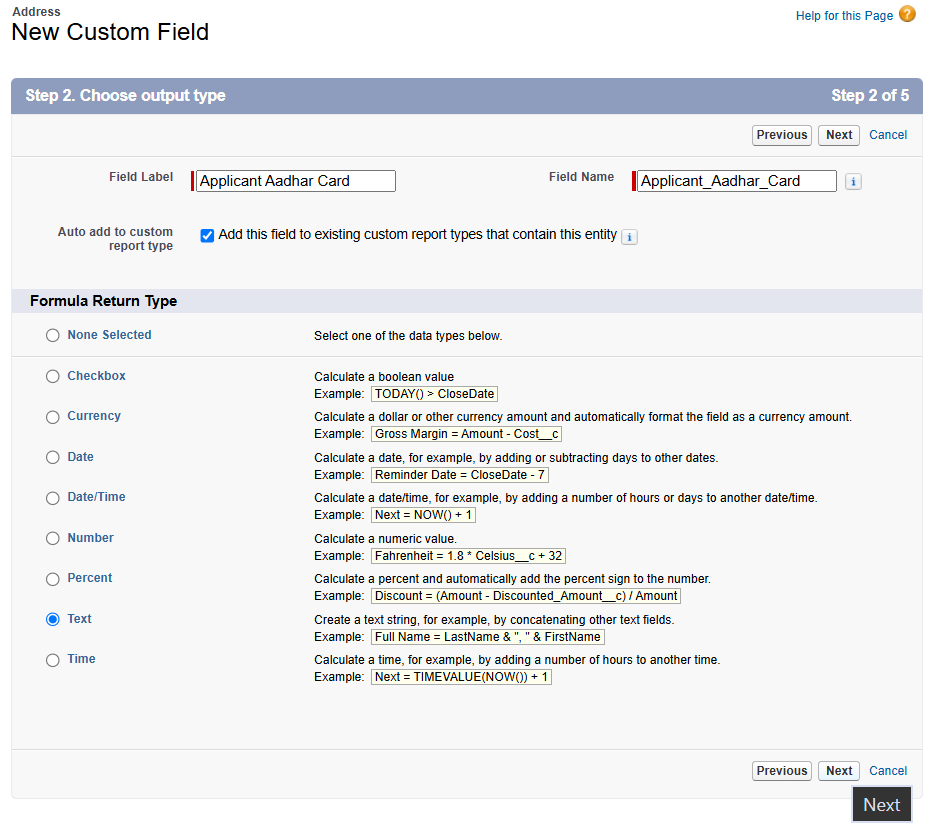 Address
New Custom Field
Help for this Page
Step 2. Choose output type
Step 2 of 5
Previous Next Cancel
Field Label Applicant Aadhar Card Field Name Applicant_Aadhar_Card
Auto add to custom
report type
Add this field to existing custom report types that contain this entity
Formula Return Type
None Selected Select one of the data types below.
Checkbox Calculate a boolean value
Example: TODAY() > CloseDate
Currency Calculate a dollar or other currency amount and automatically format the field as a currency amount.
Example: Gross Margin = Amount - Cost__c
Date Calculate a date, for example, by adding or subtracting days to other dates.
Example: Reminder Date = CloseDate - 7
Date/Time Calculate a date/time, for example, by adding a number of hours or days to another date/time.
Example: Next = NOW() + 1
Number Calculate a numeric value.
Example: Fahrenheit = 1.8 * Celsius__c + 32
Percent Calculate a percent and automatically add the percent sign to the number.
Example: Discount = (Amount - Discounted_Amount__c) / Amount
Text Create a text string, for example, by concatenating other text fields.
Example: Full Name = LastName & ", " & FirstName
Time Calculate a time, for example, by adding a number of hours to another time.
Example: Next = TIMEVALUE(NOW()) + 1
Previous Next Cancel
Next